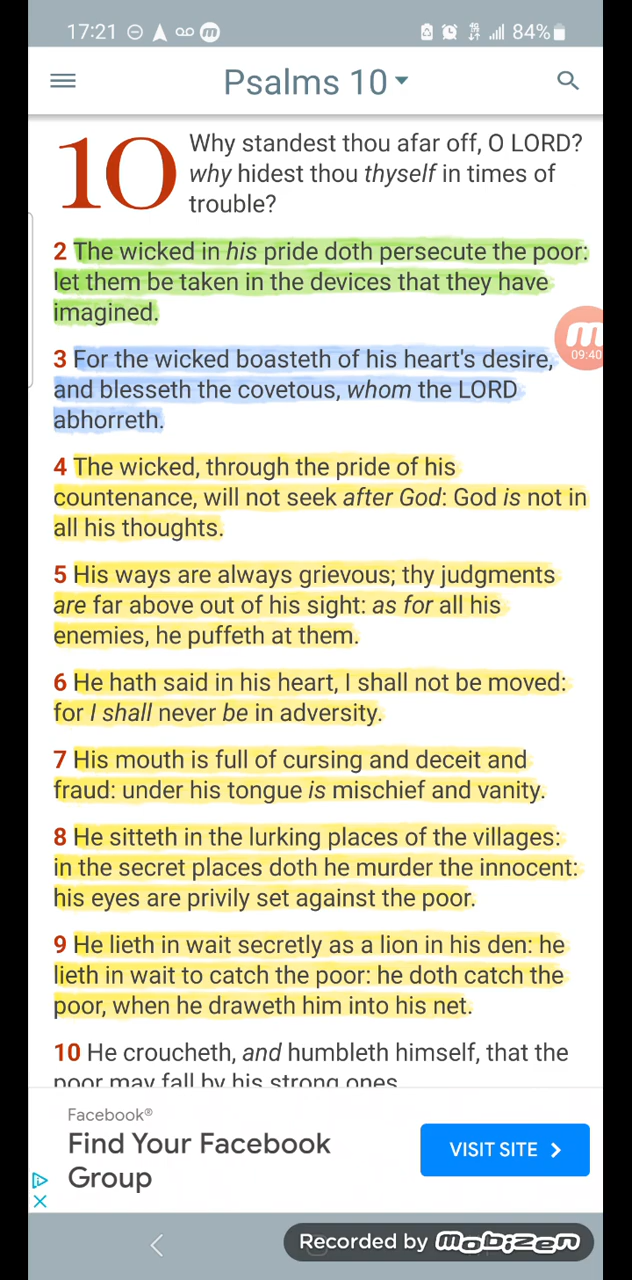 17:21 84%
Psalms 10
10 Why standest thou afar off, O LORD?
why hidest thou thyself in times of
trouble?
2 The wicked in his pride doth persecute the poor:
let them be taken in the devices that they have
imagined.
09:40
3 For the wicked boasteth of his heart's desire,
and blesseth the covetous, whom the LORD
abhorreth.
4 The wicked, through the pride of his
countenance, will not seek after God: God is not in
all his thoughts.
5 His ways are always grievous; thy judgments
are far above out of his sight: as for all his
enemies, he puffeth at them.
6 He hath said in his heart, I shall not be moved:
for I shall never be in adversity.
7 His mouth is full of cursing and deceit and
fraud: under his tongue is mischief and vanity.
8 He sitteth in the lurking places of the villages:
in the secret places doth he murder the innocent:
his eyes are privily set against the poor.
9 He lieth in wait secretly as a lion in his den: he
lieth in wait to catch the poor: he doth catch the
poor, when he draweth him into his net.
10 He croucheth, and humbleth himself, that the
poor may fall by his strong ones.
Facebook®
Find Your Facebook
Group
VISIT SITE
Recorded by mobizen